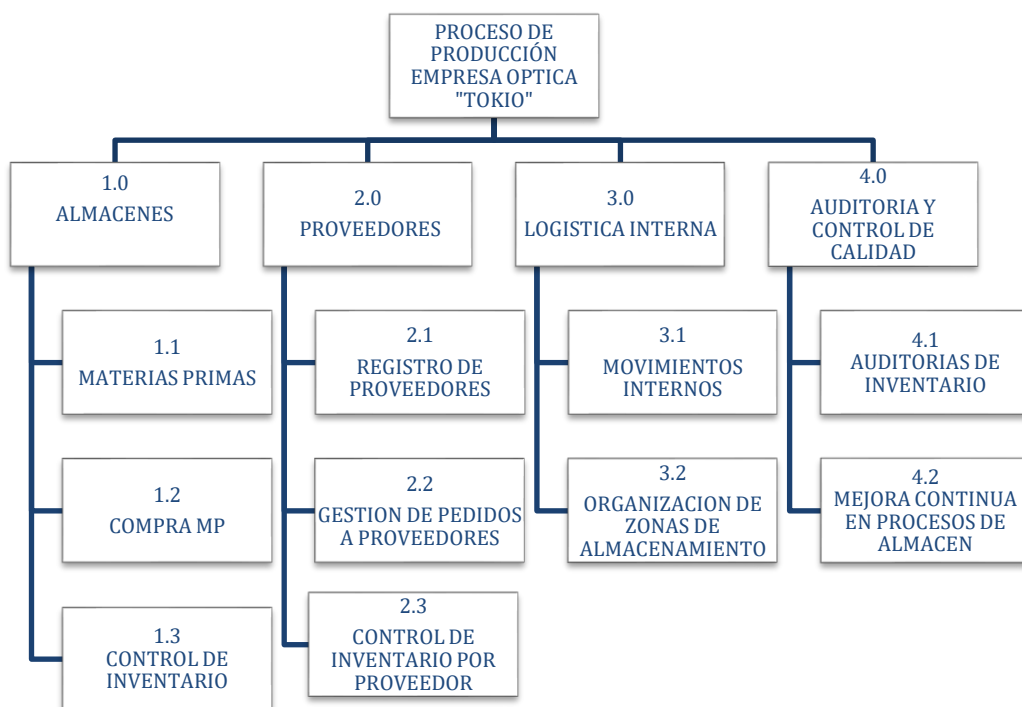 PROCESO DE
PRODUCCIÓN
EMPRESA OPTICA
"TOKIO"
1.0
ALMACENES
1.1
MATERIAS PRIMAS
1.2
COMPRA MP
1.3
CONTROL DE
INVENTARIO
2.0
PROVEEDORES
2.1
REGISTRO DE
PROVEEDORES
2.2
GESTION DE PEDIDOS
A PROVEEDORES
2.3
CONTROL DE
INVENTARIO POR
PROVEEDOR
3.0
LOGISTICA INTERNA
3.1
MOVIMIENTOS
INTERNOS
3.2
ORGANIZACION DE
ZONAS DE
ALMACENAMIENTO
4.0
AUDITORIA Y
CONTROL DE
CALIDAD
4.1
AUDITORIAS DE
INVENTARIO
4.2
MEJORA CONTINUA
EN PROCESOS DE
ALMACEN